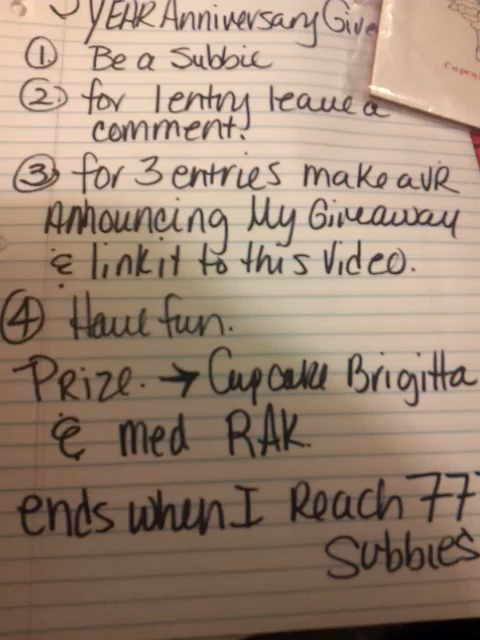 YEAR Anniversary Give
① Be a Subbie
② for 1 entry leave a
comment.
③ for 3 entries make a VR
Announcing My Giveaway
& link it to this Video.
④ Have fun.
Prize. → Cupcake Brigitta
& med RAK.
ends when I Reach 77
Subbies